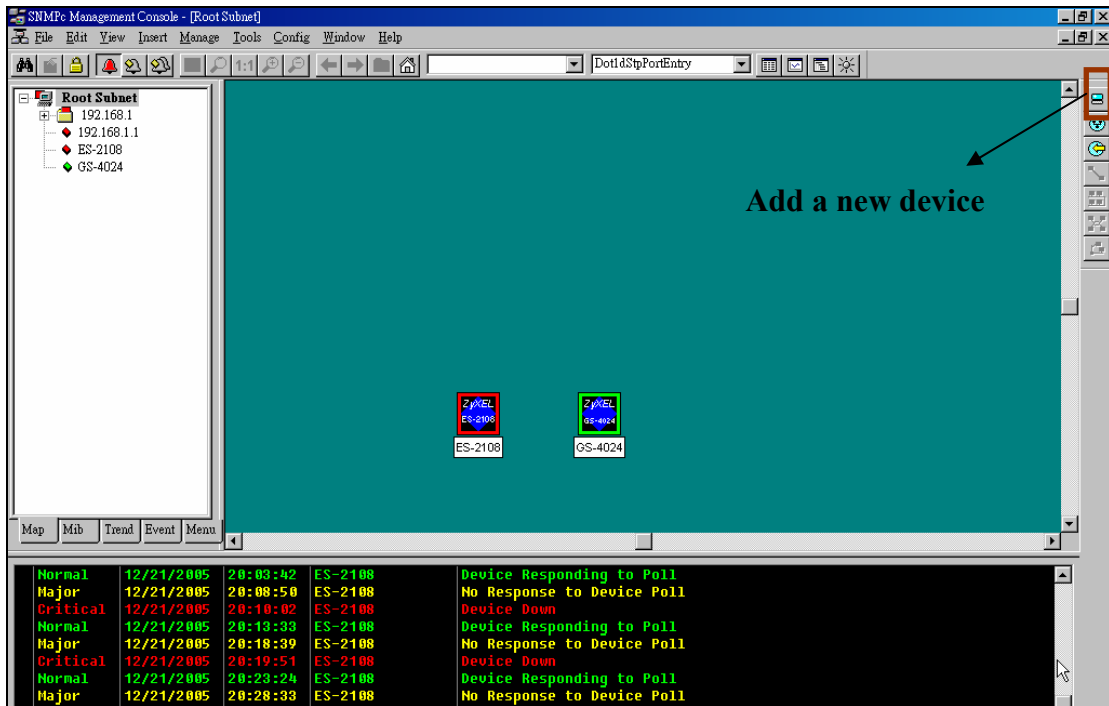 SNMPc Management Console - [Root Subnet]
File Edit View Insert Manage Tools Config Window Help
1:1 DotIdStpPortEntry
Root Subnet
192.168.1
192.168.1.1
ES-2108
GS-4024
Add a new device
ZyXEL
ES-2108
ES-2108
ZyXEL
GS-4024
GS-4024
Map Mib Trend Event Menu
Normal 12/21/2005 20:03:42 ES-2108 Device Responding to Poll
Major 12/21/2005 20:08:50 ES-2108 No Response to Device Poll
Critical 12/21/2005 20:10:02 ES-2108 Device Down
Normal 12/21/2005 20:13:33 ES-2108 Device Responding to Poll
Major 12/21/2005 20:18:39 ES-2108 No Response to Device Poll
Critical 12/21/2005 20:19:51 ES-2108 Device Down
Normal 12/21/2005 20:23:24 ES-2108 Device Responding to Poll
Major 12/21/2005 20:28:33 ES-2108 No Response to Device Poll